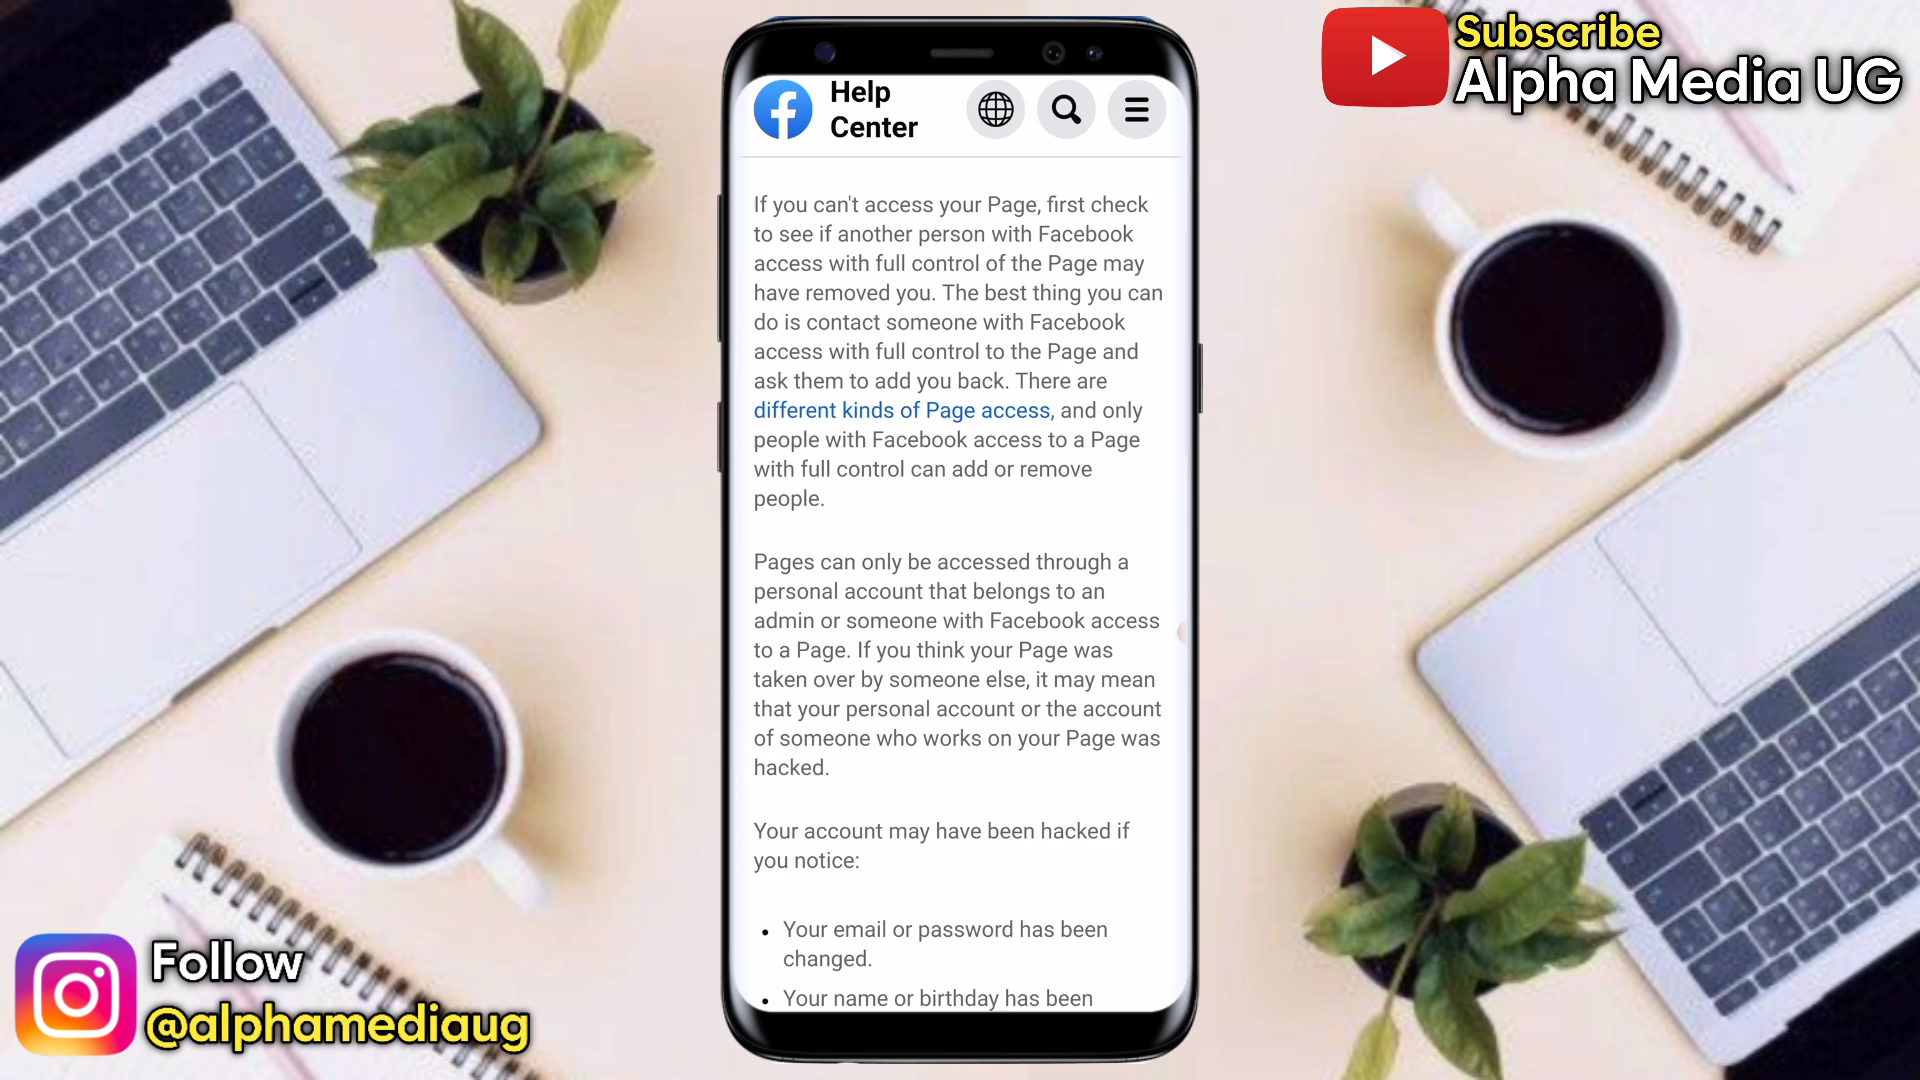 Subscribe
Alpha Media UG
Help
Center
If you can't access your Page, first check
to see if another person with Facebook
access with full control of the Page may
have removed you. The best thing you can
do is contact someone with Facebook
access with full control to the Page and
ask them to add you back. There are
different kinds of Page access, and only
people with Facebook access to a Page
with full control can add or remove
people.
Pages can only be accessed through a
personal account that belongs to an
admin or someone with Facebook access
to a Page. If you think your Page was
taken over by someone else, it may mean
that your personal account or the account
of someone who works on your Page was
hacked.
Your account may have been hacked if
you notice:
• Your email or password has been
changed.
• Your name or birthday has been
Follow
@alphamediaug